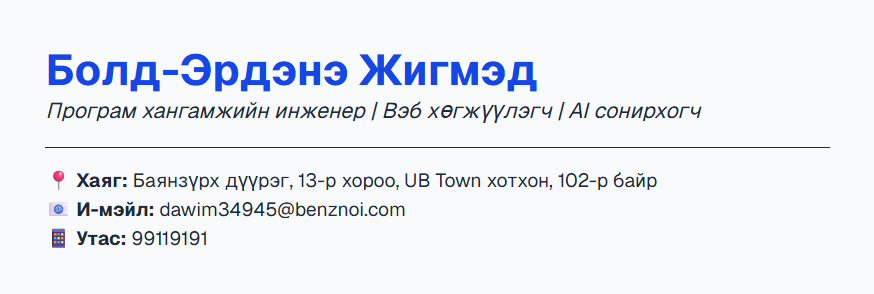 Болд-Эрдэнэ Жигмэд
Програм хангамжийн инженер | Вэб хөгжүүлэгч | AI сонирхогч
Хаяг: Баянзүрх дүүрэг, 13-р хороо, UB Town хотхон, 102-р байр
И-мэйл: dawim34945@benznoi.com
Утас: 99119191